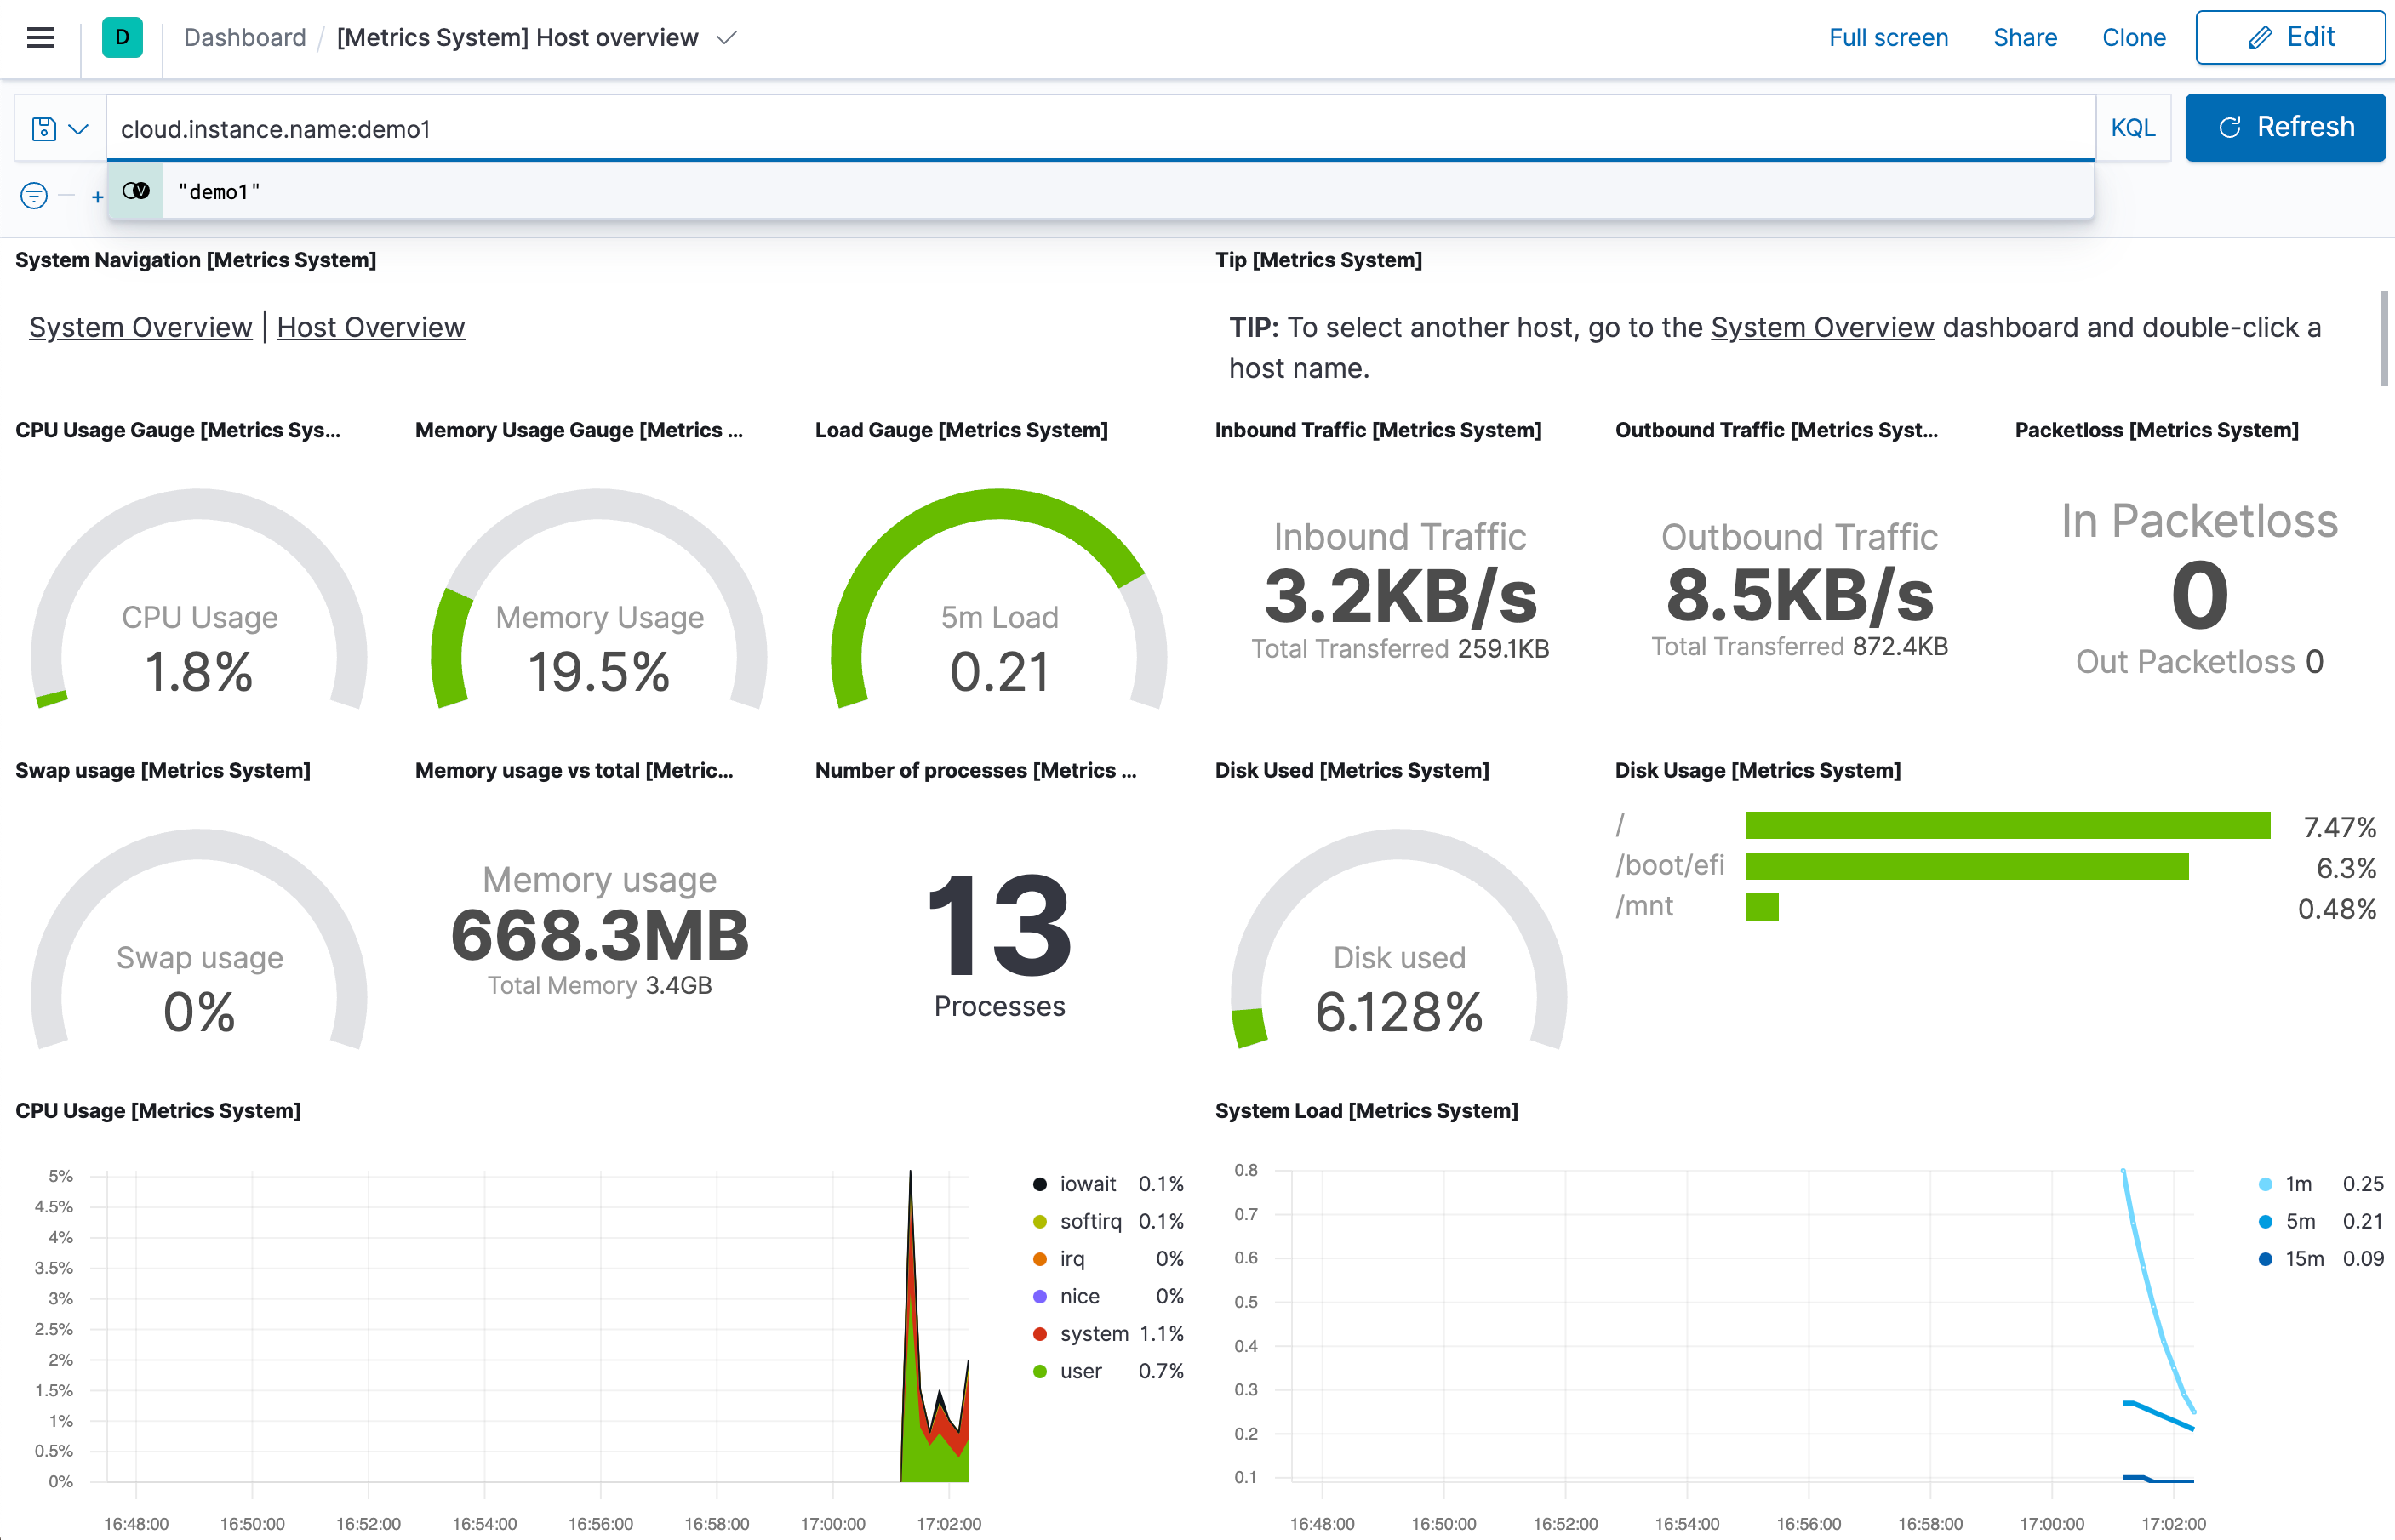 D
Dashboard / [Metrics System] Host overview
Full screen
Share
Clone
Edit
cloud.instance.name:demo1
KQL
Refresh
"demo1"
+
System Navigation [Metrics System]
System Overview | Host Overview
Tip [Metrics System]
TIP: To select another host, go to the System Overview dashboard and double-click a
host name.
CPU Usage Gauge [Metrics Sys...
CPU Usage
1.8%
Memory Usage Gauge [Metrics ...
Memory Usage
19.5%
Load Gauge [Metrics System]
5m Load
0.21
Inbound Traffic [Metrics System]
Inbound Traffic
3.2KB/s
Total Transferred 259.1KB
Outbound Traffic [Metrics Syst...
Outbound Traffic
8.5KB/s
Total Transferred 872.4KB
Packetloss [Metrics System]
In Packetloss
0
Out Packetloss 0
Swap usage [Metrics System]
Swap usage
0%
Memory usage vs total [Metric...
Memory usage
668.3MB
Total Memory 3.4GB
Number of processes [Metrics ...
13
Processes
Disk Used [Metrics System]
Disk used
6.128%
Disk Usage [Metrics System]
/ 7.47%
/boot/efi 6.3%
/mnt 0.48%
CPU Usage [Metrics System]
5%
4.5%
4%
3.5%
3%
2.5%
2%
1.5%
1%
0.5%
0%
16:48:00 16:50:00 16:52:00 16:54:00 16:56:00 16:58:00 17:00:00 17:02:00
iowait 0.1%
softirq 0.1%
irq 0%
nice 0%
system 1.1%
user 0.7%
System Load [Metrics System]
0.8
0.7
0.6
0.5
0.4
0.3
0.2
0.1
16:48:00 16:50:00 16:52:00 16:54:00 16:56:00 16:58:00 17:00:00 17:02:00
1m 0.25
5m 0.21
15m 0.09